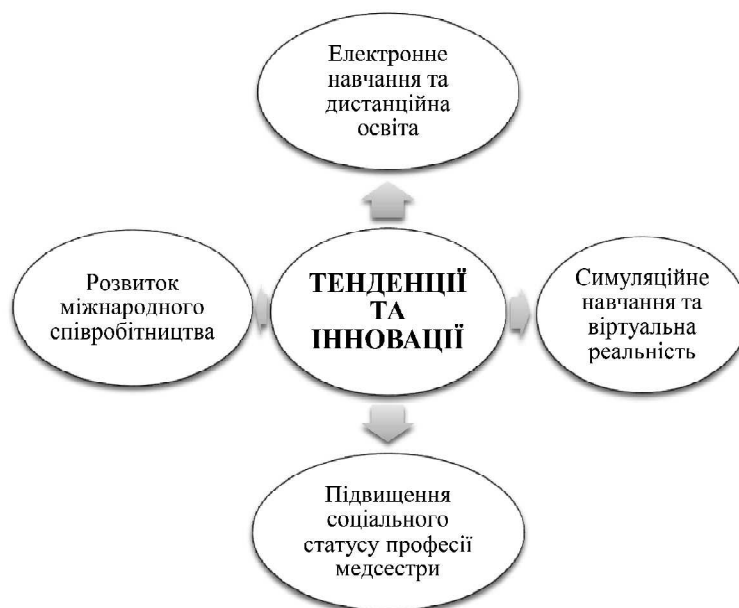 Електронне
навчання та
дистанційна
освіта
Розвиток
міжнародного
співробітництва
ТЕНДЕНЦІЇ
ТА
ІННОВАЦІЇ
Симуляційне
навчання та
віртуальна
реальність
Підвищення
соціального
статусу професії
медсестри